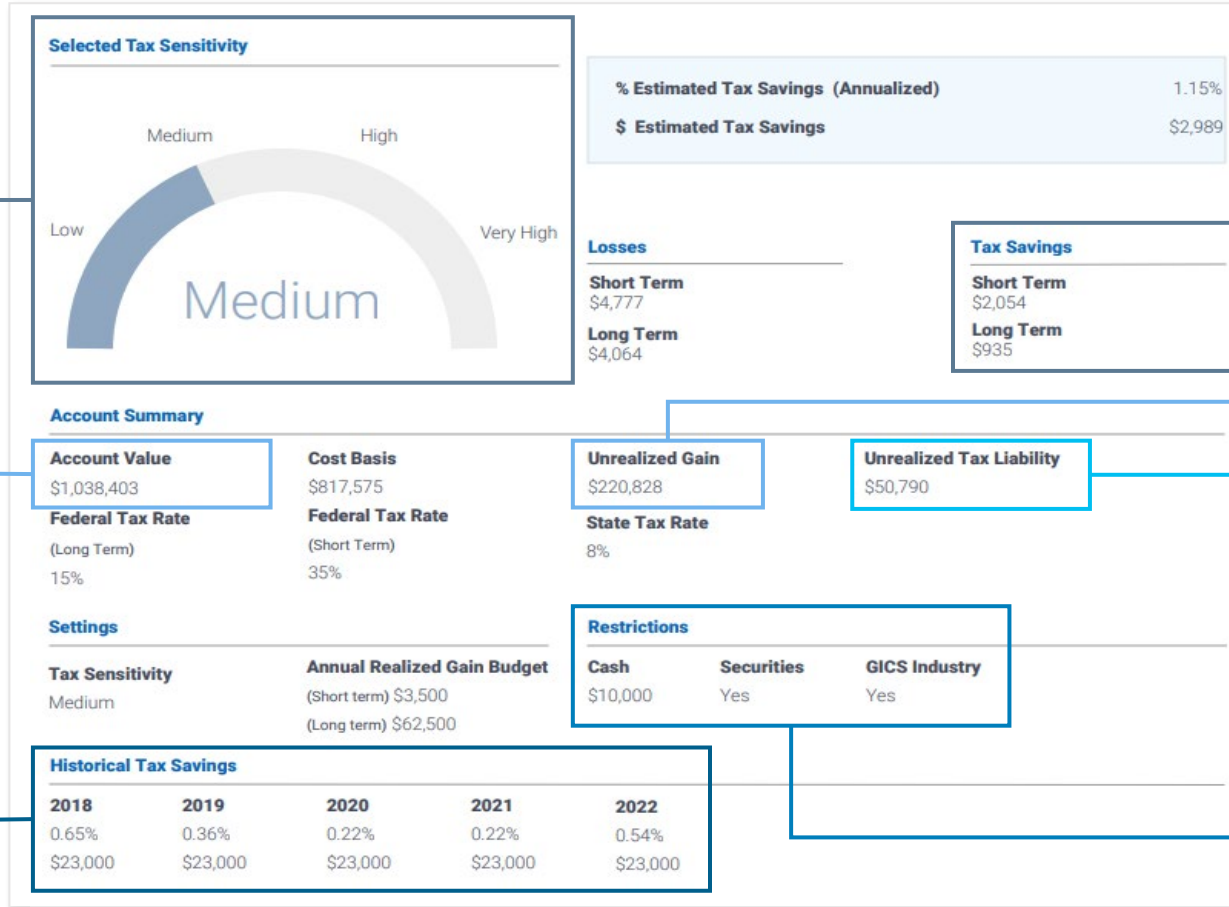 Selected Tax Sensitivity
Medium
High
Low
Very High
Medium
% Estimated Tax Savings (Annualized) 1.15%
$ Estimated Tax Savings $2,989
Losses
Short Term
$4,777
Long Term
$4,064
Tax Savings
Short Term
$2,054
Long Term
$935
Account Summary
Account Value
$1,038,403
Cost Basis
$817,575
Unrealized Gain
$220,828
Unrealized Tax Liability
$50,790
Federal Tax Rate
(Long Term)
15%
Federal Tax Rate
(Short Term)
35%
State Tax Rate
8%
Settings
Tax Sensitivity
Medium
Annual Realized Gain Budget
(Short term) $3,500
(Long term) $62,500
Restrictions
Cash Securities GICS Industry
$10,000 Yes Yes
Historical Tax Savings
2018 2019 2020 2021 2022
0.65% 0.36% 0.22% 0.22% 0.54%
$23,000 $23,000 $23,000 $23,000 $23,000